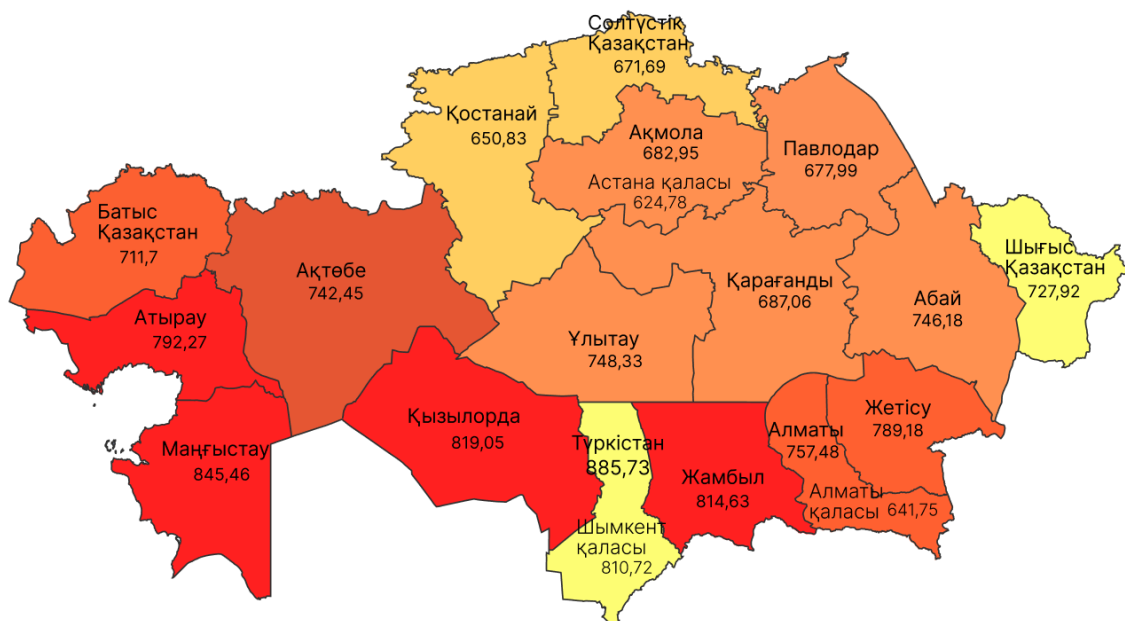 Солтүстік
Қазақстан
671,69
Қостанай
650,83
Ақмола
682,95
Павлодар
677,99
Астана қаласы
624,78
Батыс
Қазақстан
711,7
Ақтөбе
742,45
Шығыс
Қазақстан
727,92
Қарағанды
687,06
Абай
746,18
Атырау
792,27
Ұлытау
748,33
Қызылорда
819,05
Жетісу
789,18
Маңғыстау
845,46
Түркістан
885,73
Алматы
757,48
Жамбыл
814,63
Алматы
қаласы 641,75
Шымкент
қаласы
810,72